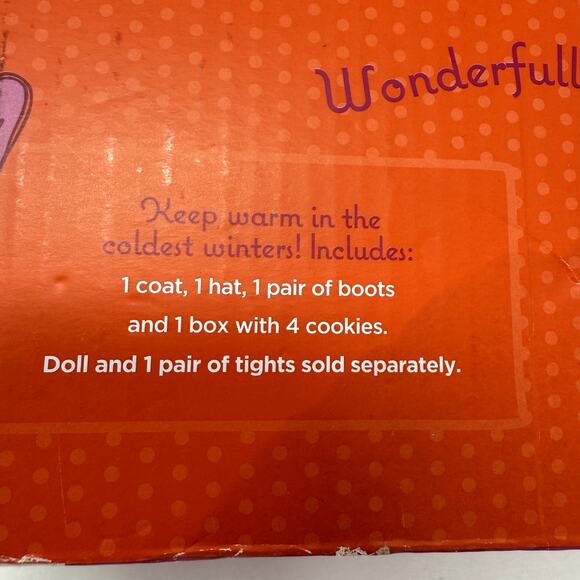 Wonderfull
Keep warm in the
coldest winters! Includes:
1 coat, 1 hat, 1 pair of boots
and 1 box with 4 cookies.
Doll and 1 pair of tights sold separately.